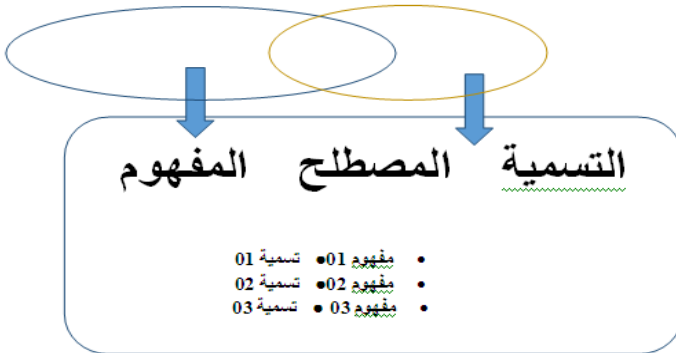 التسمية المصطلح المفهوم
• مفهوم 01• تسمية 01
• مفهوم 02• تسمية 02
• مفهوم 03 • تسمية 03